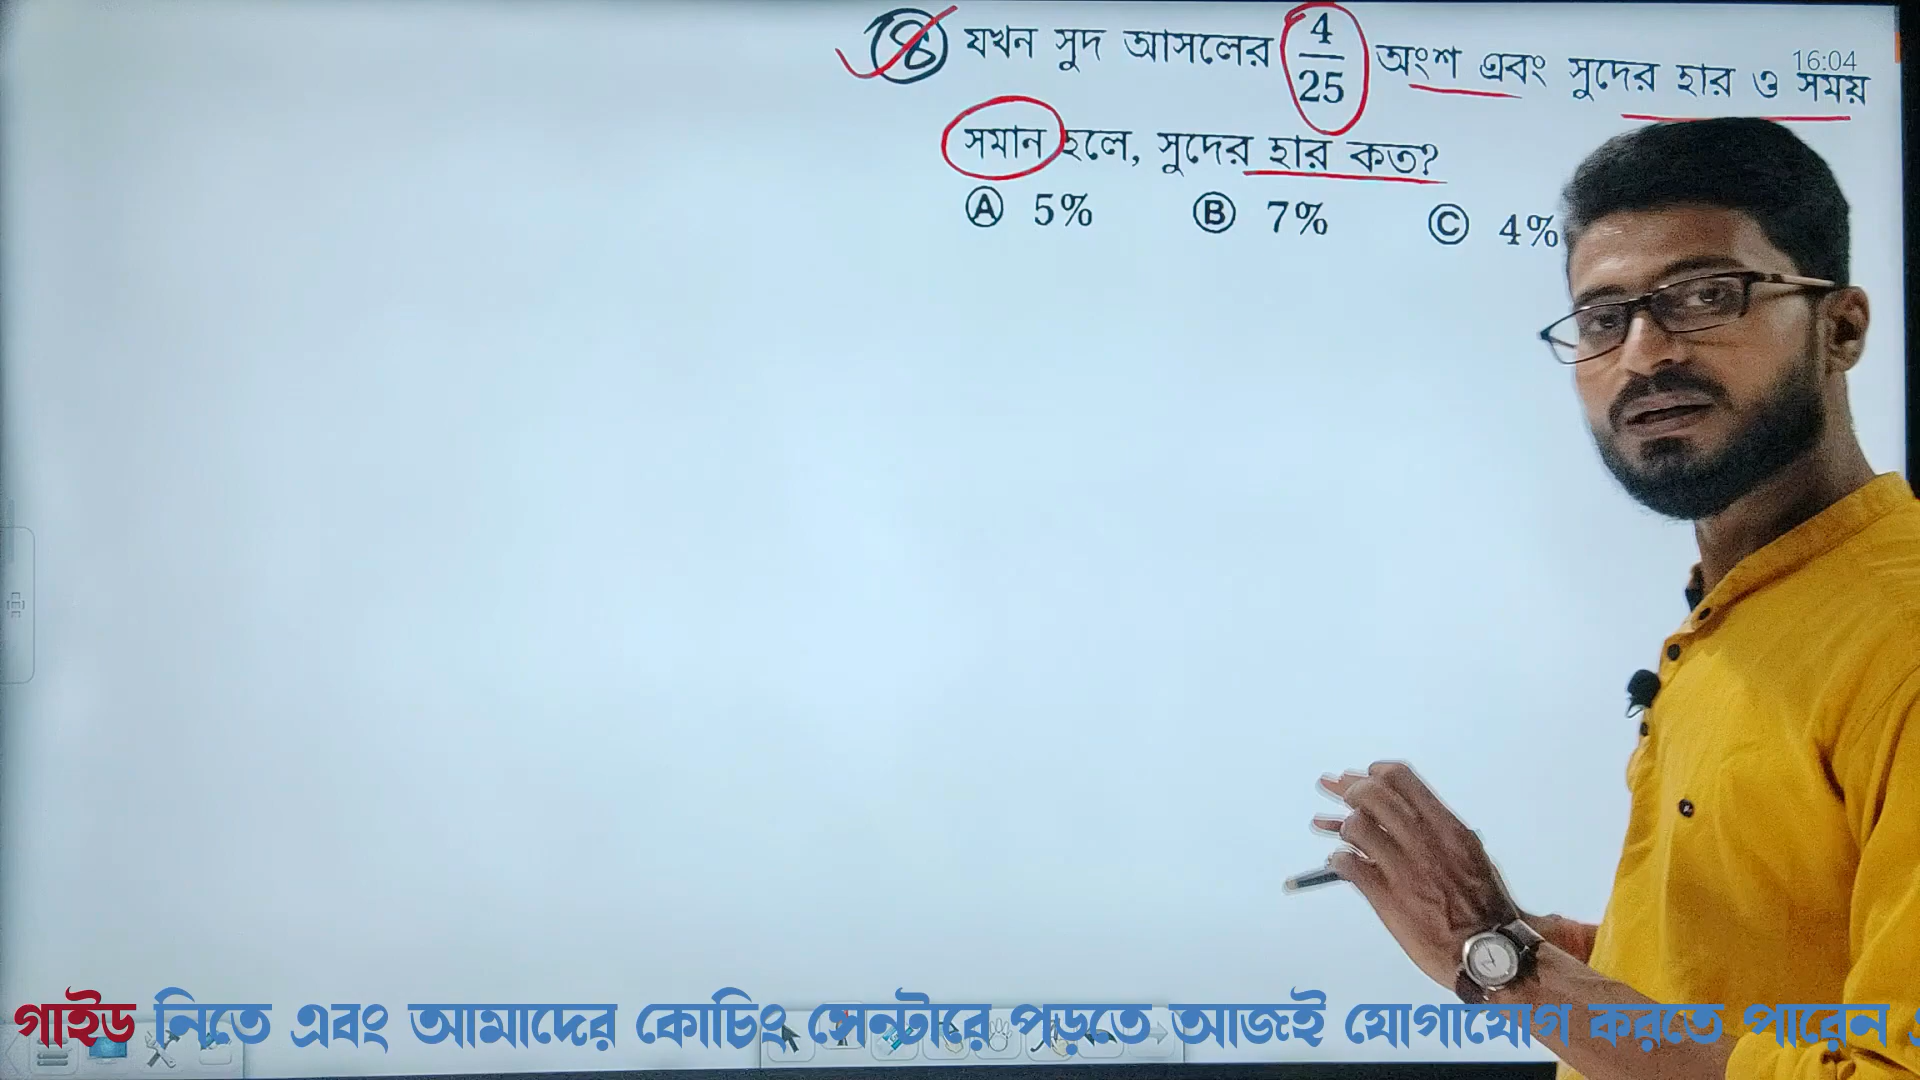 18 যখন সুদ আসলের 4/25 অংশ এবং সুদের হার ও সময়
16:04
সমান হলে, সুদের হার কত?
Ⓐ 5% Ⓑ 7% Ⓒ 4%
গাইড নিতে এবং আমাদের কোচিং সেন্টারে পড়তে আজই যোগাযোগ করতে পারেন